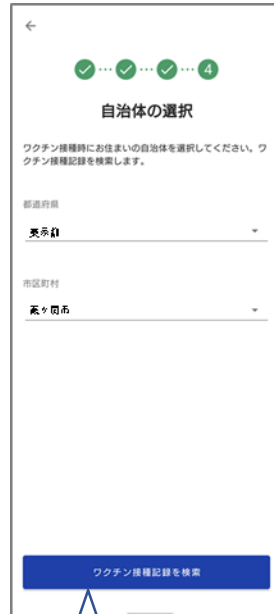 4
自治体の選択
ワクチン接種時にお住まいの自治体を選択してください。ワ
クチン接種記録を検索します。
都道府県
市区町村
ワクチン接種記録を検索